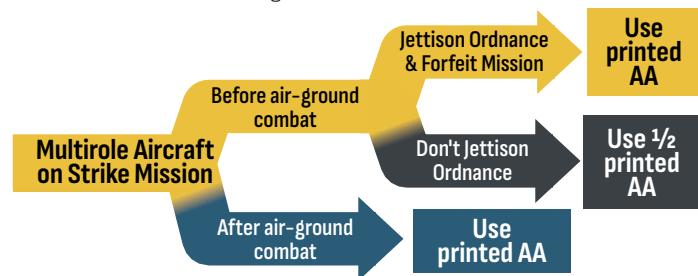 Jettison Ordnance
& Forfeit Mission
Use
printed
AA
Before air-ground
combat
Multirole Aircraft
on Strike Mission
Don't Jettison
Ordnance
Use ½
printed
AA
After air-ground
combat
Use
printed AA